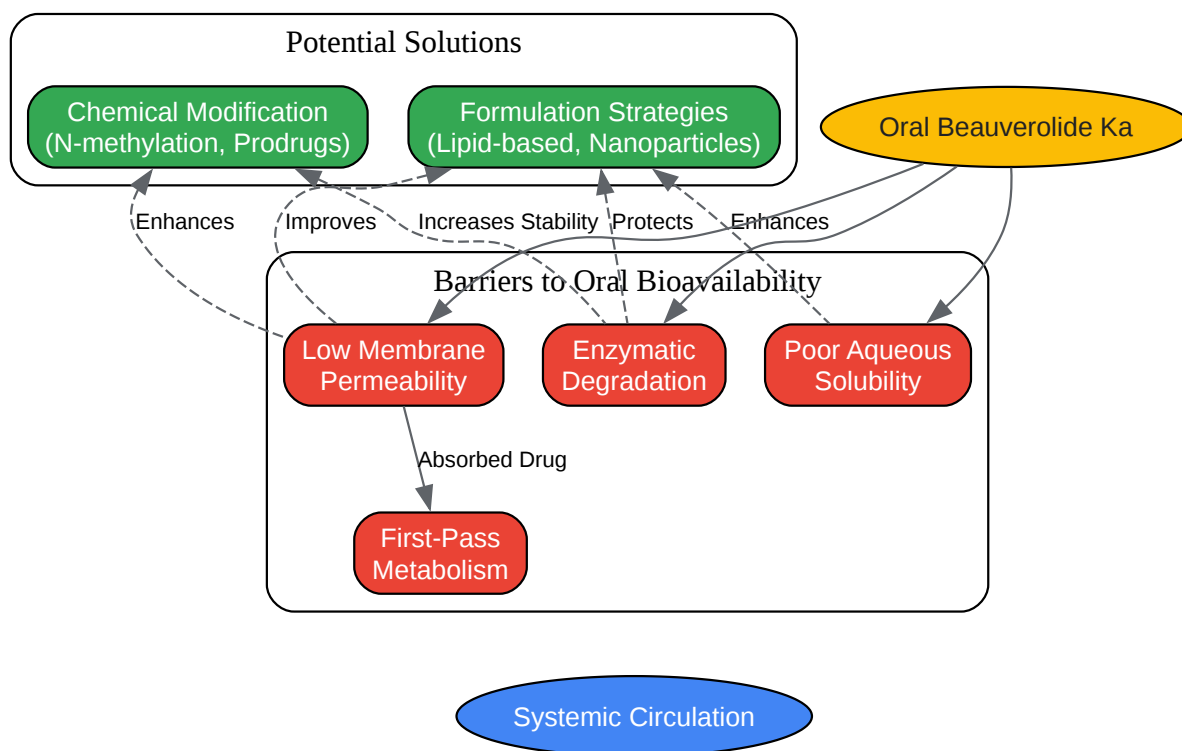 Potential Solutions
Chemical Modification
(N-methylation, Prodrugs)
Formulation Strategies
(Lipid-based, Nanoparticles)
Oral Beauverolide Ka
Enhances
Improves
Increases Stability
Protects
Enhances
Barriers to Oral Bioavailability
Low Membrane
Permeability
Enzymatic
Degradation
Poor Aqueous
Solubility
Absorbed Drug
First-Pass
Metabolism
Systemic Circulation